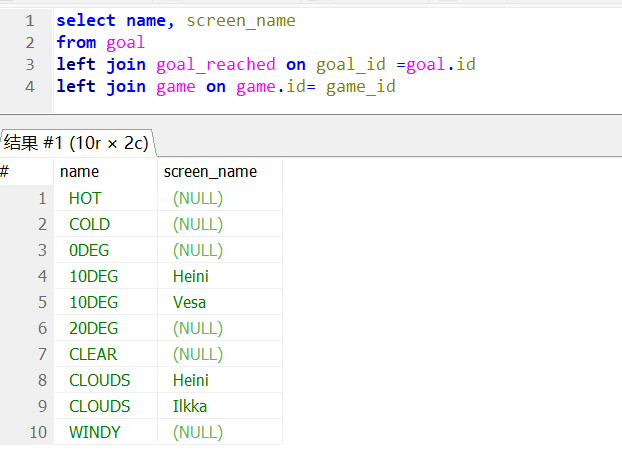 1 select name, screen_name
2 from goal
3 left join goal_reached on goal_id =goal.id
4 left join game on game.id= game_id
结果 #1 (10r × 2c)
# name screen_name
1 HOT (NULL)
2 COLD (NULL)
3 0DEG (NULL)
4 10DEG Heini
5 10DEG Vesa
6 20DEG (NULL)
7 CLEAR (NULL)
8 CLOUDS Heini
9 CLOUDS Ilkka
10 WINDY (NULL)